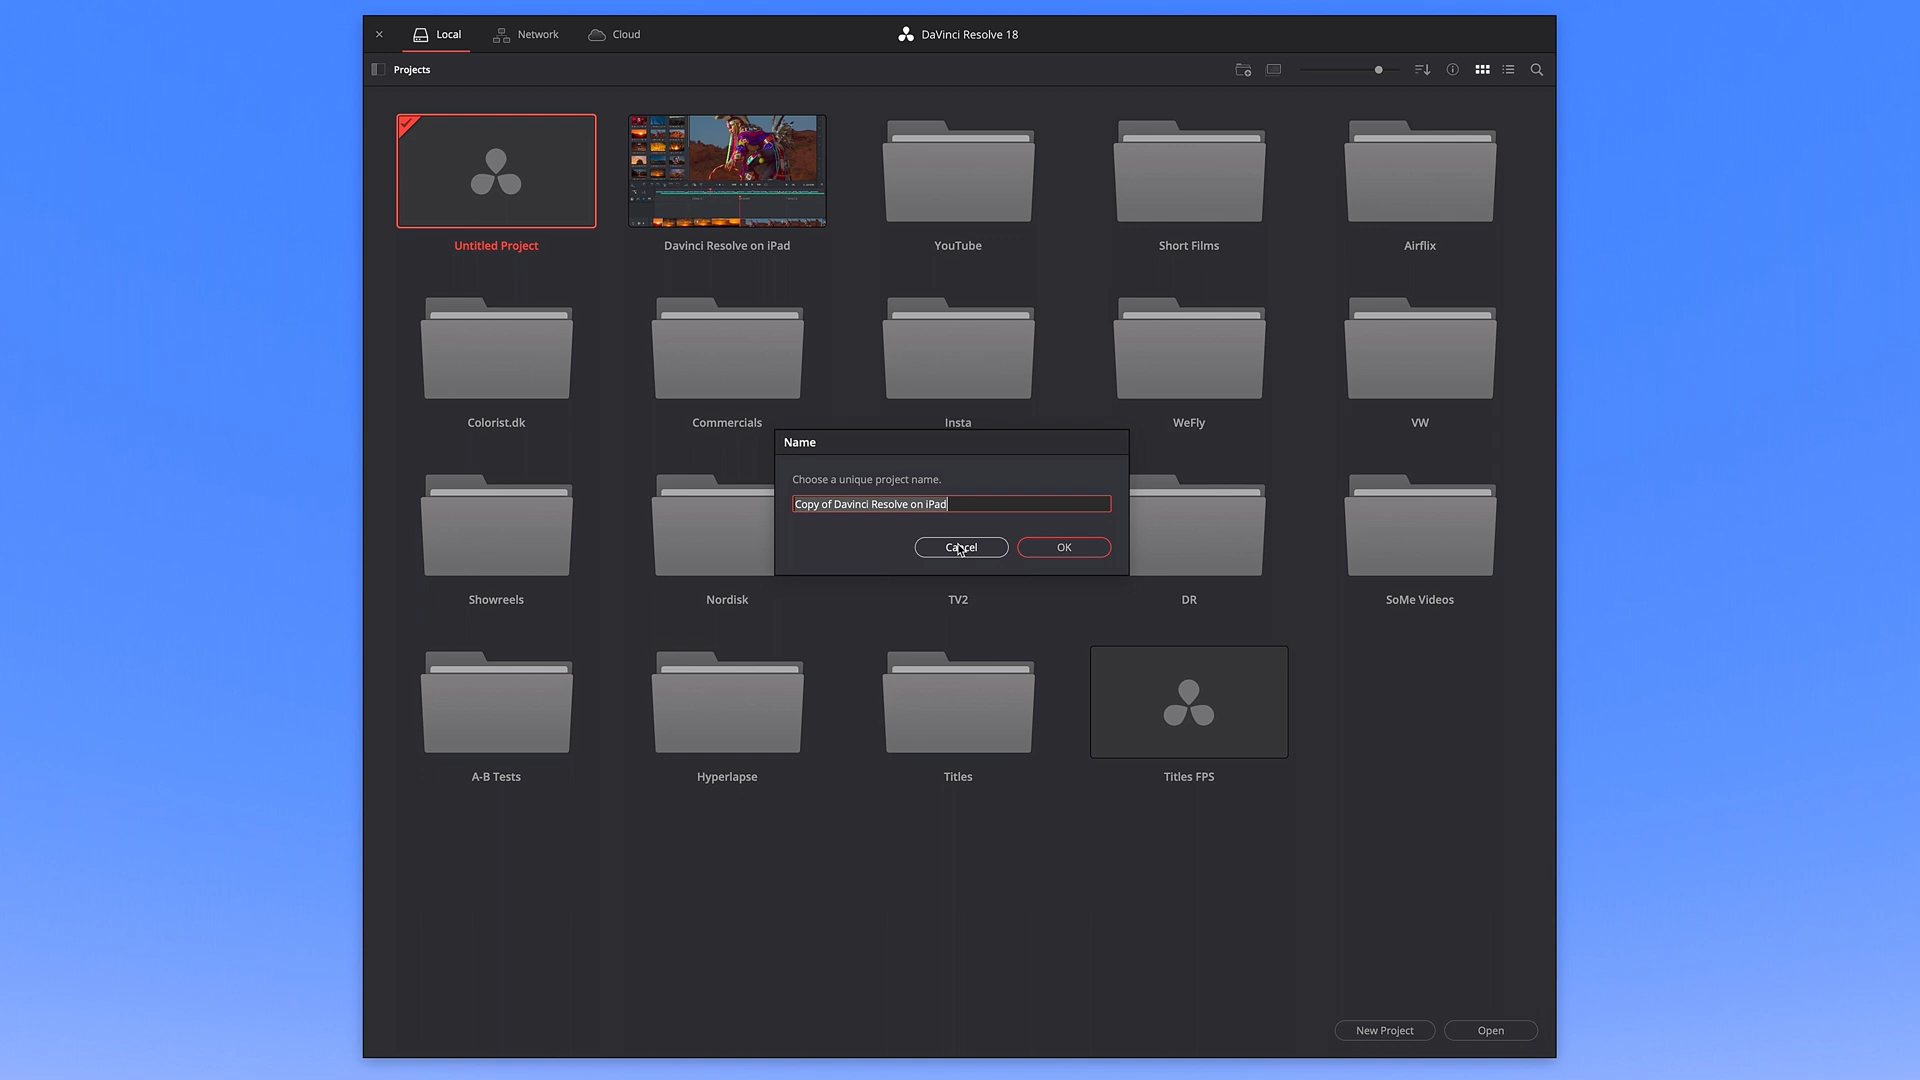 Local
Network
Cloud
DaVinci Resolve 18
Projects
Untitled Project
Davinci Resolve on iPad
YouTube
Short Films
Airflix
Colorist.dk
Commercials
Insta
WeFly
VW
Name
Choose a unique project name.
Copy of Davinci Resolve on iPad
Cancel
OK
Showreels
Nordisk
TV2
DR
SoMe Videos
A-B Tests
Hyperlapse
Titles
Titles FPS
New Project
Open